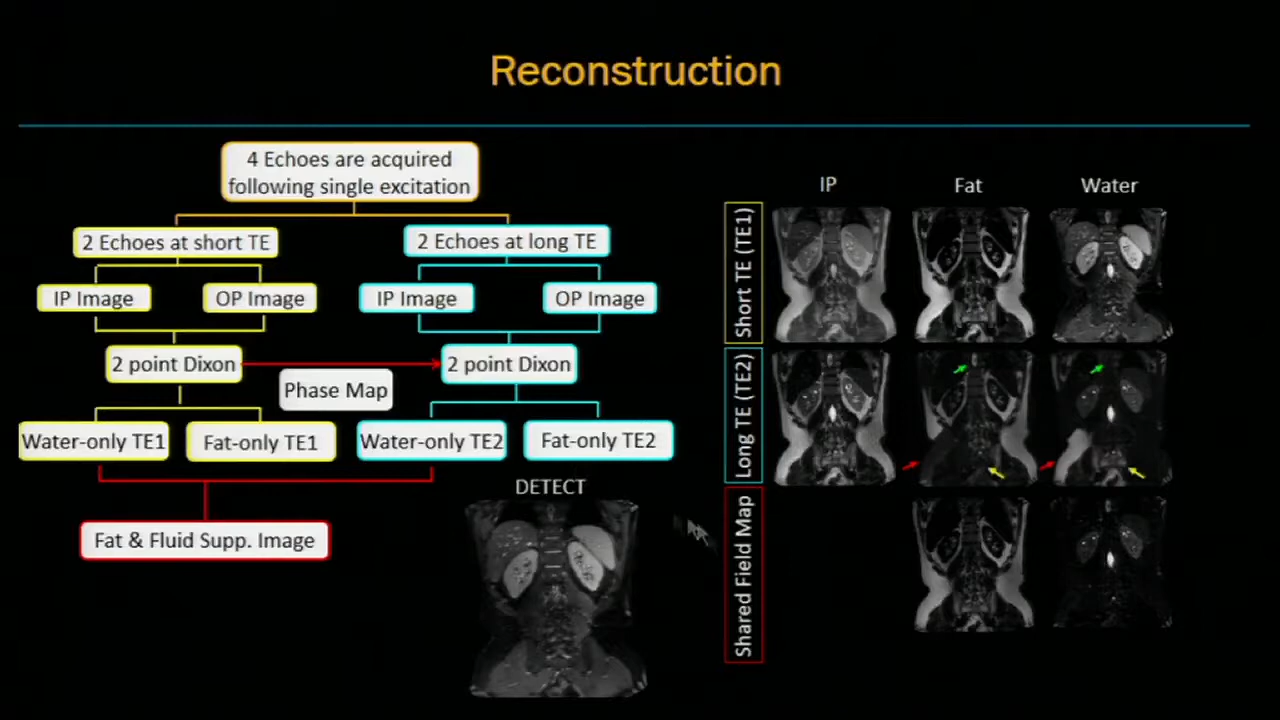 Reconstruction
4 Echoes are acquired
following single excitation
2 Echoes at short TE
2 Echoes at long TE
IP Image
OP Image
IP Image
OP Image
2 point Dixon
2 point Dixon
Phase Map
Water-only TE1
Fat-only TE1
Water-only TE2
Fat-only TE2
Fat & Fluid Supp. Image
DETECT
IP
Fat
Water
Short TE (TE1)
Long TE (TE2)
Shared Field Map